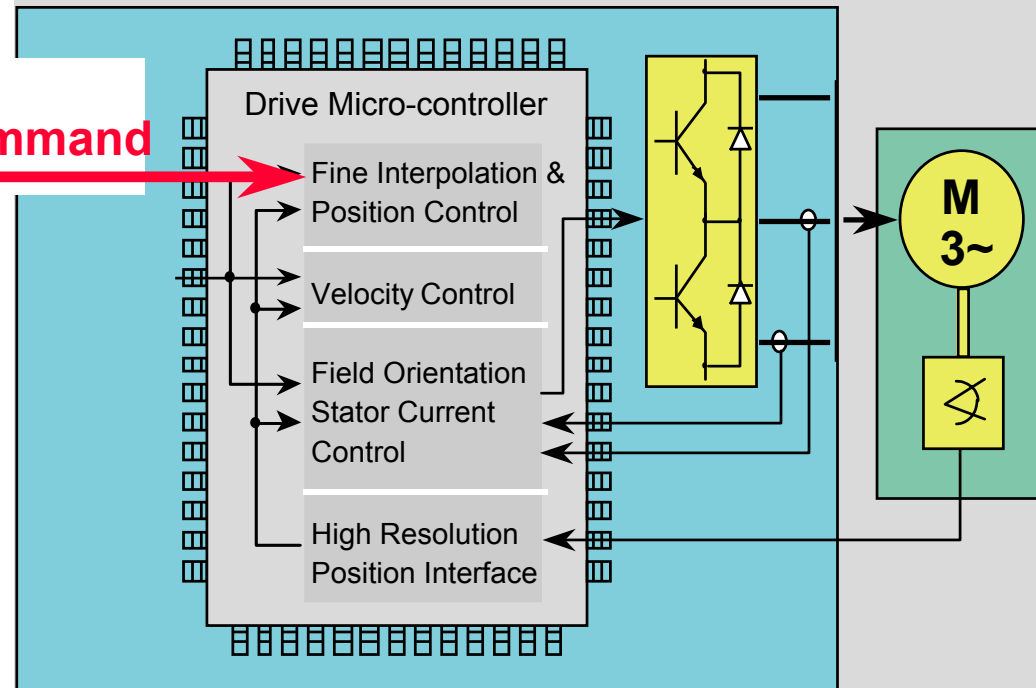 Drive Micro-controller
mmand
Fine Interpolation &
Position Control
Velocity Control
Field Orientation
Stator Current
Control
High Resolution
Position Interface
M
3~